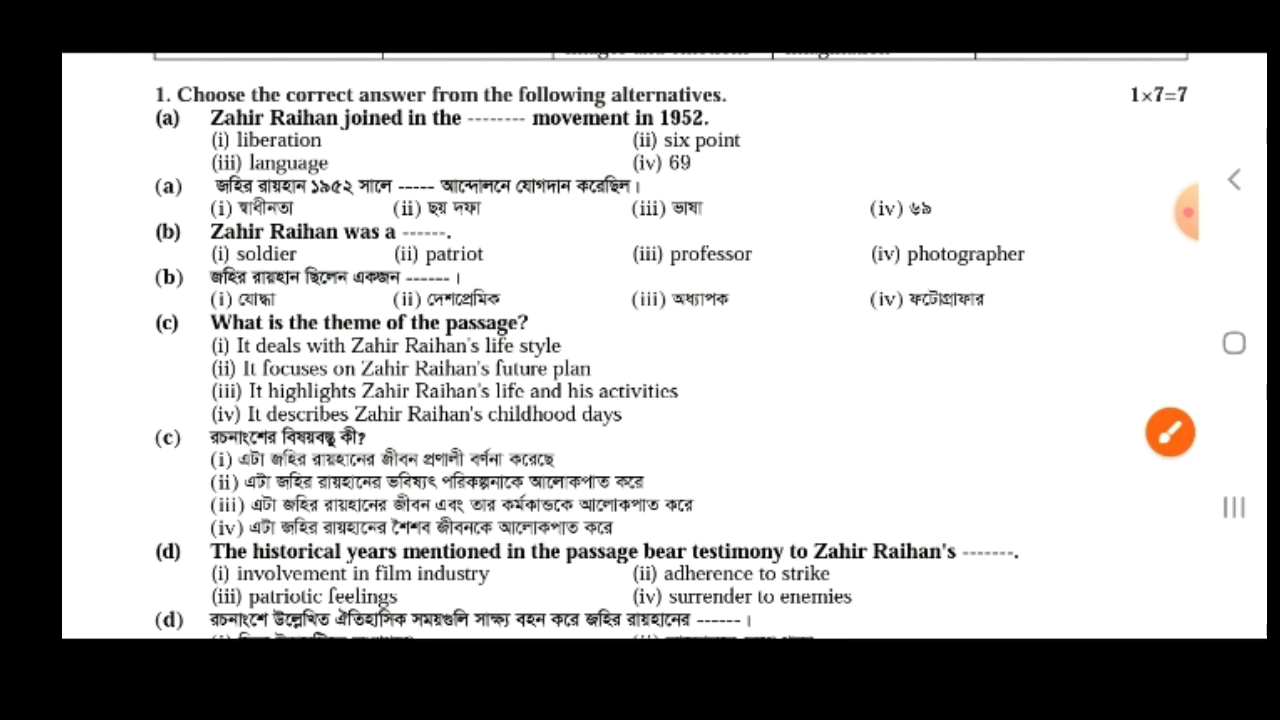 1. Choose the correct answer from the following alternatives. 1×7=7
(a) Zahir Raihan joined in the -------- movement in 1952.
(i) liberation (ii) six point
(iii) language (iv) 69
(a) জহির রায়হান ১৯৫২ সালে ----- আন্দোলনে যোগদান করেছিল।
(i) স্বাধীনতা (ii) ছয় দফা (iii) ভাষা (iv) ৬৯
(b) Zahir Raihan was a ------.
(i) soldier (ii) patriot (iii) professor (iv) photographer
(b) জহির রায়হান ছিলেন একজন ------।
(i) যোদ্ধা (ii) দেশপ্রেমিক (iii) অধ্যাপক (iv) ফটোগ্রাফার
(c) What is the theme of the passage?
(i) It deals with Zahir Raihan's life style
(ii) It focuses on Zahir Raihan's future plan
(iii) It highlights Zahir Raihan's life and his activities
(iv) It describes Zahir Raihan's childhood days
(c) রচনাংশের বিষয়বস্তু কী?
(i) এটা জহির রায়হানের জীবন প্রণালী বর্ণনা করেছে
(ii) এটা জহির রায়হানের ভবিষ্যৎ পরিকল্পনাকে আলোকপাত করে
(iii) এটা জহির রায়হানের জীবন এবং তার কর্মকান্ডকে আলোকপাত করে
(iv) এটা জহির রায়হানের শৈশব জীবনকে আলোকপাত করে
(d) The historical years mentioned in the passage bear testimony to Zahir Raihan's -------.
(i) involvement in film industry (ii) adherence to strike
(iii) patriotic feelings (iv) surrender to enemies
(d) রচনাংশে উল্লেখিত ঐতিহাসিক সময়গুলি সাক্ষ্য বহন করে জহির রায়হানের ------।